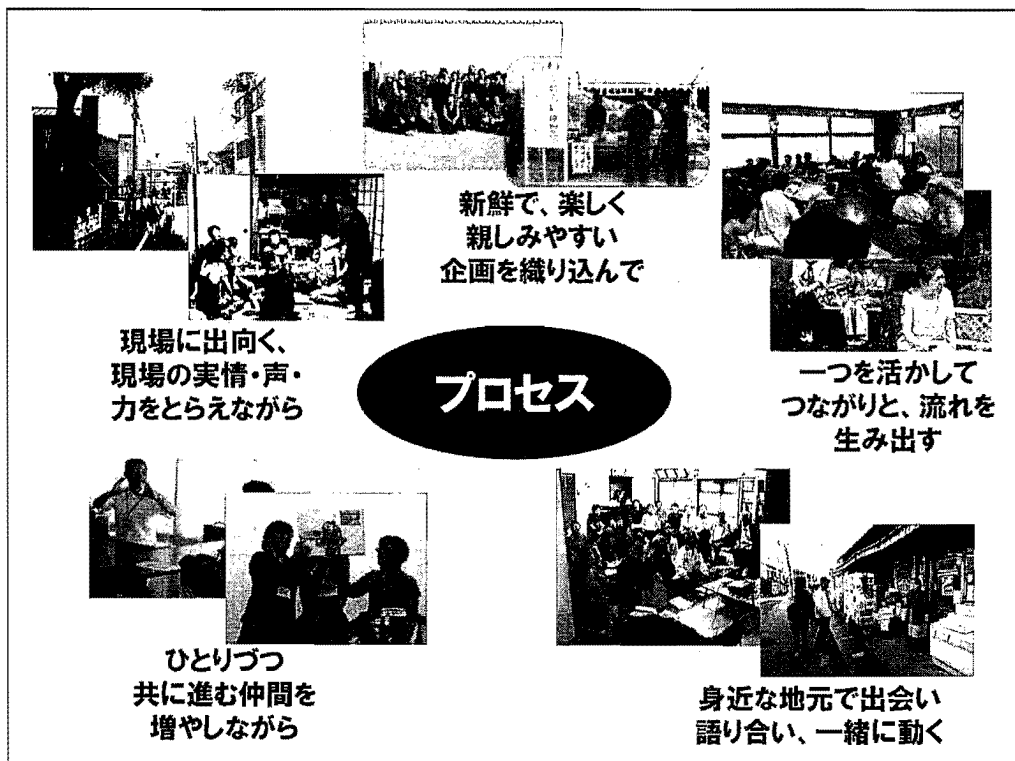 新鮮で、楽しく
親しみやすい
企画を織り込んで
現場に出向く、
現場の実情・声・
力をとらえながら
プロセス
一つを活かして
つながりと、流れを
生み出す
ひとりづつ
共に進む仲間を
増やしながら
身近な地元で出会い
語り合い、一緒に動く